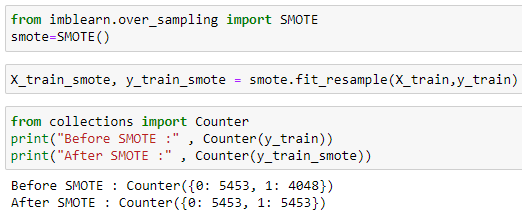 from imblearn.over_sampling import SMOTE
smote=SMOTE()
X_train_smote, y_train_smote = smote.fit_resample(X_train,y_train)
from collections import Counter
print("Before SMOTE :" , Counter(y_train))
print("After SMOTE :" , Counter(y_train_smote))
Before SMOTE : Counter({0: 5453, 1: 4048})
After SMOTE : Counter({0: 5453, 1: 5453})